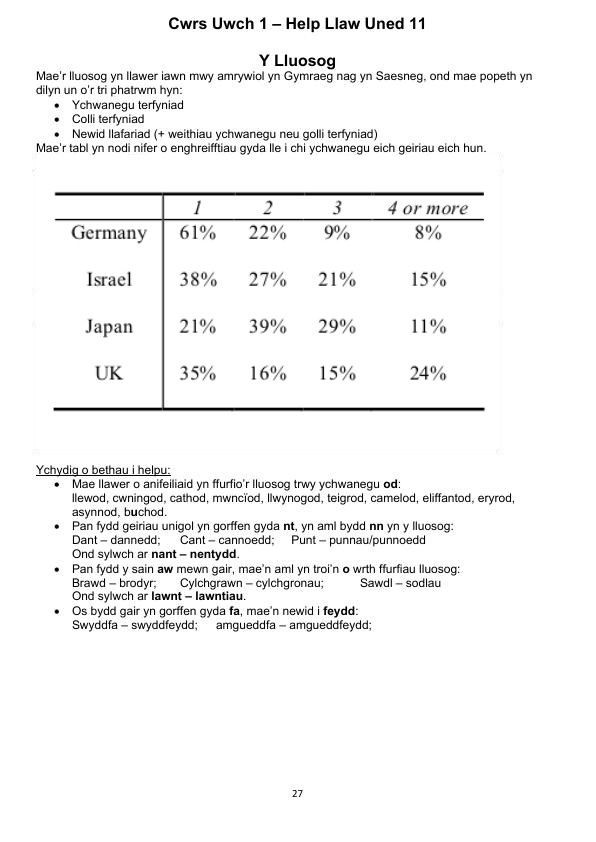 Cwrs Uwch 1 – Help Llaw Uned 11
Y Lluosog
Mae'r lluosog yn llawer iawn mwy amrywiol yn Gymraeg nag yn Saesneg, ond mae popeth yn
dilyn un o'r tri phatrwm hyn:
• Ychwanegu terfyniad
• Colli terfyniad
• Newid llafariad (+ weithiau ychwanegu neu golli terfyniad)
Mae'r tabl yn nodi nifer o enghreifftiau gyda lle i chi ychwanegu eich geiriau eich hun.
1 2 3 4 or more
Germany 61% 22% 9% 8%
Israel 38% 27% 21% 15%
Japan 21% 39% 29% 11%
UK 35% 16% 15% 24%
Ychydig o bethau i helpu:
• Mae llawer o anifeiliaid yn ffurfio'r lluosog trwy ychwanegu od:
llewod, cwningod, cathod, mwncïod, llwynogod, teigrod, camelod, eliffantod, eryrod,
asynnod, buchod.
• Pan fydd geiriau unigol yn gorffen gyda nt, yn aml bydd nn yn y lluosog:
Dant – dannedd; Cant – cannoedd; Punt – punnau/punnoedd
Ond sylwch ar nant – nentydd.
• Pan fydd y sain aw mewn gair, mae'n aml yn troi'n o wrth ffurfiau lluosog:
Brawd – brodyr; Cylchgrawn – cylchgronau; Sawdl – sodlau
Ond sylwch ar lawnt – lawntiau.
• Os bydd gair yn gorffen gyda fa, mae'n newid i feydd:
Swyddfa – swyddfeydd; amgueddfa – amgueddfeydd;
27